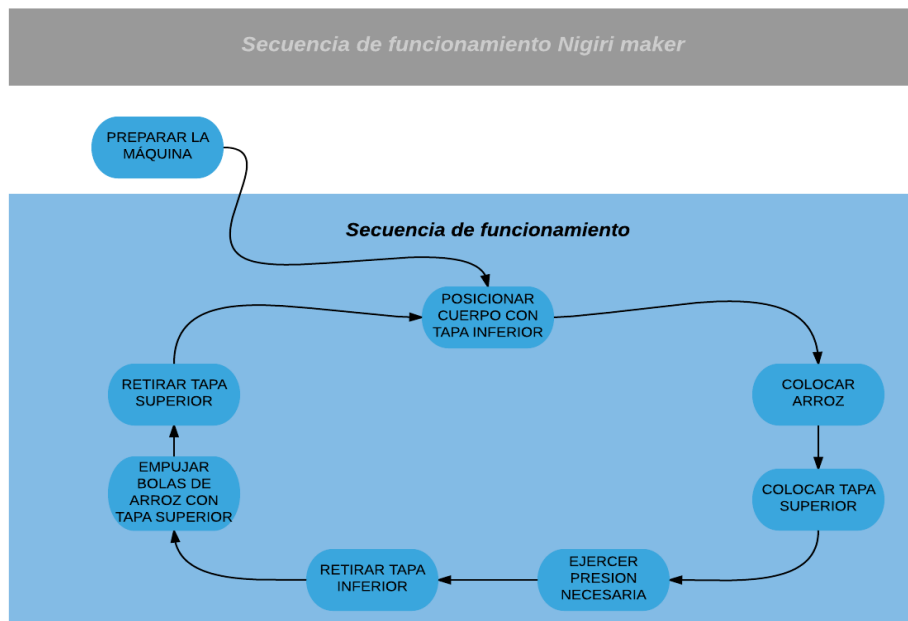 Secuencia de funcionamiento Nigiri maker
PREPARAR LA
MÁQUINA
Secuencia de funcionamiento
POSICIONAR
CUERPO CON
TAPA INFERIOR
COLOCAR
ARROZ
COLOCAR TAPA
SUPERIOR
EJERCER
PRESION
NECESARIA
RETIRAR TAPA
INFERIOR
EMPUJAR
BOLAS DE
ARROZ CON
TAPA SUPERIOR
RETIRAR TAPA
SUPERIOR